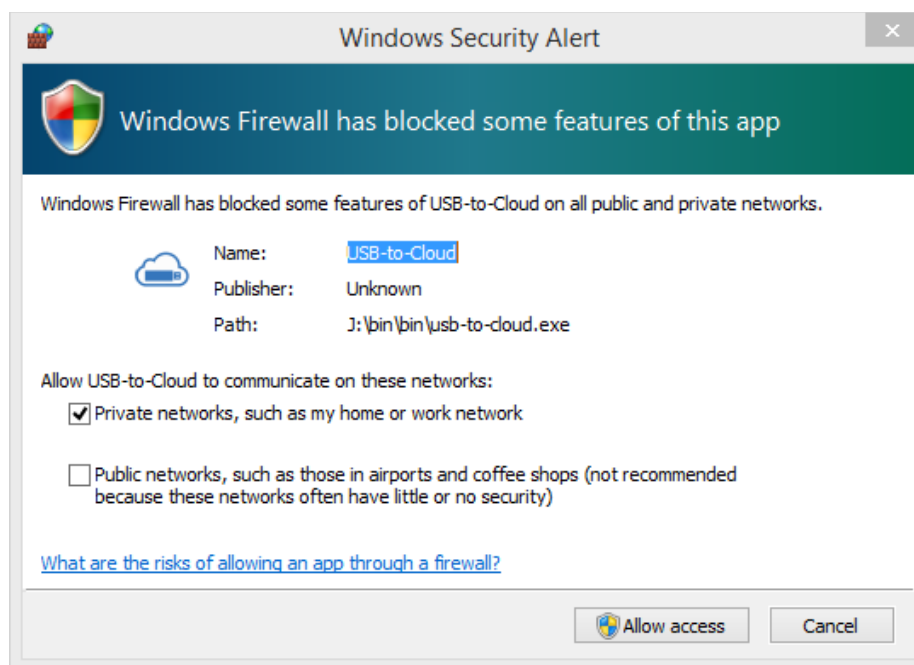 Windows Security Alert
Windows Firewall has blocked some features of this app
Windows Firewall has blocked some features of USB-to-Cloud on all public and private networks.
Name: USB-to-Cloud
Publisher: Unknown
Path: J:\bin\bin\usb-to-cloud.exe
Allow USB-to-Cloud to communicate on these networks:
Private networks, such as my home or work network
Public networks, such as those in airports and coffee shops (not recommended
because these networks often have little or no security)
What are the risks of allowing an app through a firewall?
Allow access Cancel